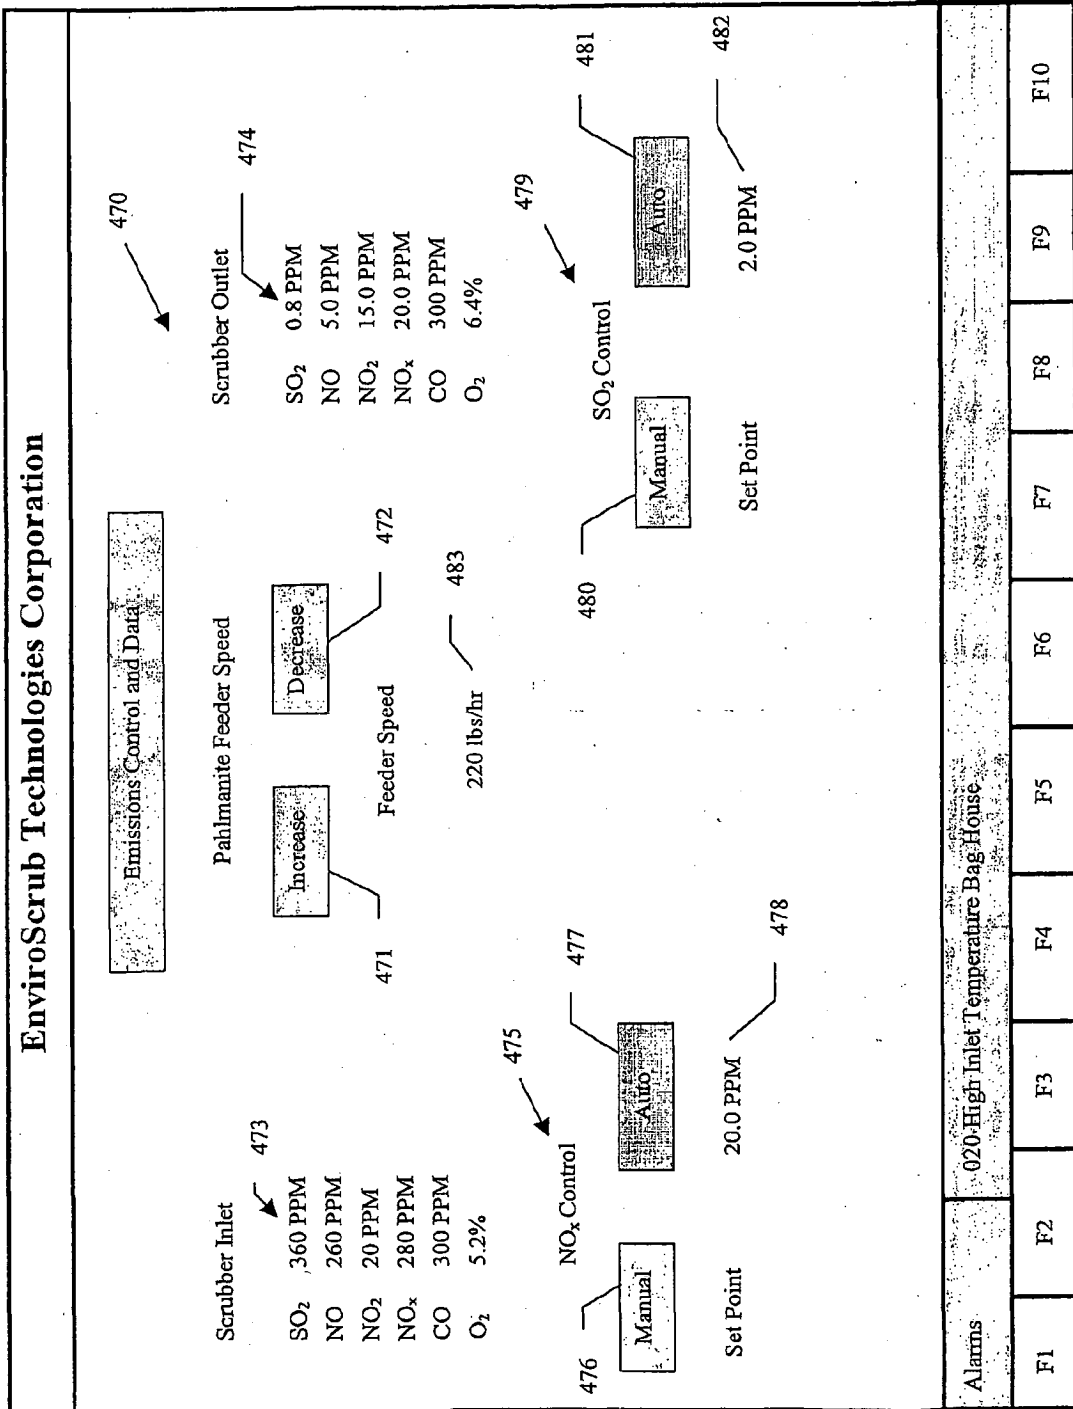 EnviroScrub Technologies Corporation
Emissions Control and Data
470
Scrubber Inlet
473
SO₂ 360 PPM
NO 260 PPM
NO₂ 20 PPM
NOₓ 280 PPM
CO 300 PPM
O₂ 5.2%
Pahlmanite Feeder Speed
Increase
Decrease
471
472
Feeder Speed
220 lbs/hr
483
Scrubber Outlet
474
SO₂ 0.8 PPM
NO 5.0 PPM
NO₂ 15.0 PPM
NOₓ 20.0 PPM
CO 300 PPM
O₂ 6.4%
NOₓ Control
475
476
477
Manual
Auto
Set Point
20.0 PPM
478
SO₂ Control
479
480
481
Manual
Auto
Set Point
2.0 PPM
482
Alarms
020-High Inlet Temperature Bag House
F1 F2 F3 F4 F5 F6 F7 F8 F9 F10